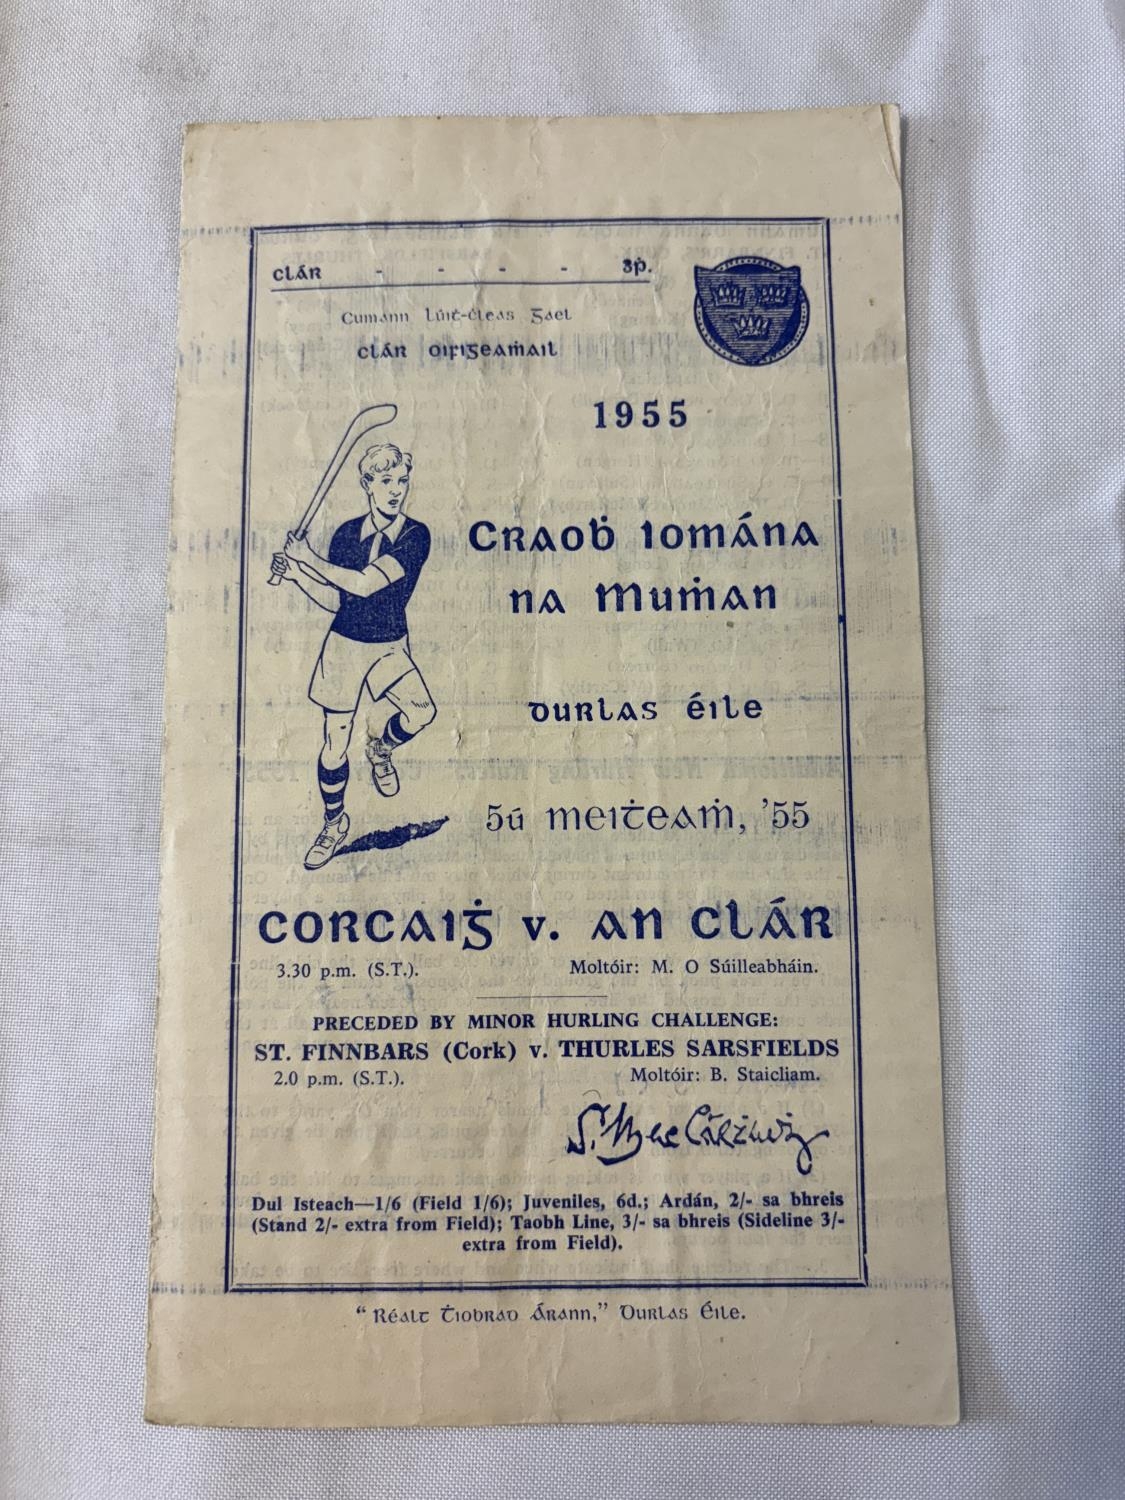 Clár - - - - 3p.
Cumann Lúiṫ-Ċleas Gaeḋeal
Clár Oifigeaṁail
1955
Craoḃ Iomána
na Muṁan
Durlas Éile
5ú Meiṫeaṁ, '55
Corcaiġ v. An Clár
3.30 p.m. (S.T.). Moltóir: M. O Súilleabháin.
PRECEDED BY MINOR HURLING CHALLENGE:
ST. FINNBARS (Cork) v. THURLES SARSFIELDS
2.0 p.m. (S.T.). Moltóir: B. Staicliam.
Dul Isteach—1/6 (Field 1/6); Juveniles, 6d.; Ardán, 2/- sa bhreis
(Stand 2/- extra from Field); Taobh Line, 3/- sa bhreis (Sideline 3/-
extra from Field).
"Réalt Ṫiobrad Árann," Durlas Éile.